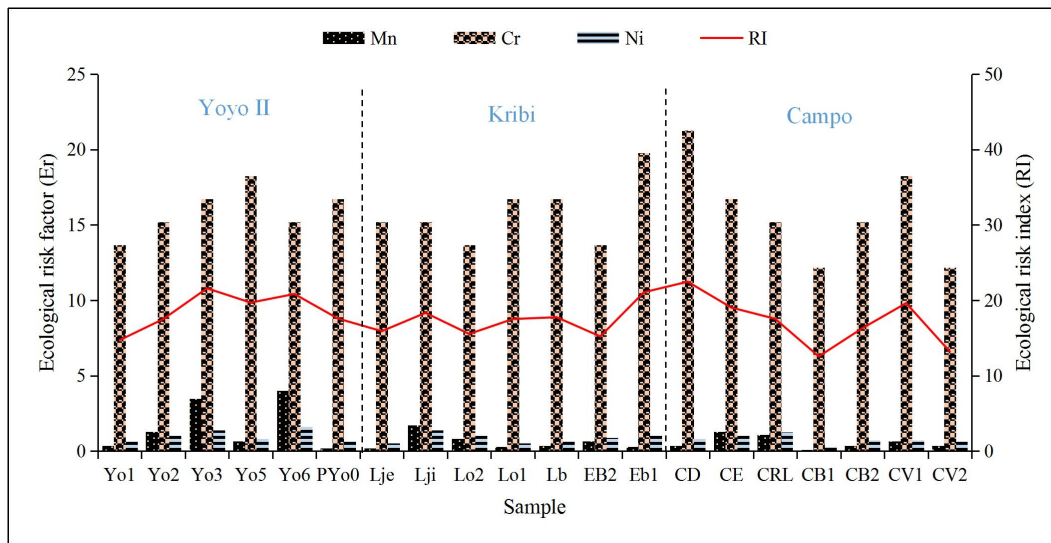 Mn Cr Ni RI
25 50
Yoyo II Kribi Campo
20 40
15 30
10 20
5 10
0 0
Ecological risk factor (Er)
Ecological risk index (RI)
Yo1 Yo2 Yo3 Yo5 Yo6 PYo0 Lje Lji Lo2 Lo1 Lb EB2 Eb1 CD CE CRL CB1 CB2 CV1 CV2
Sample